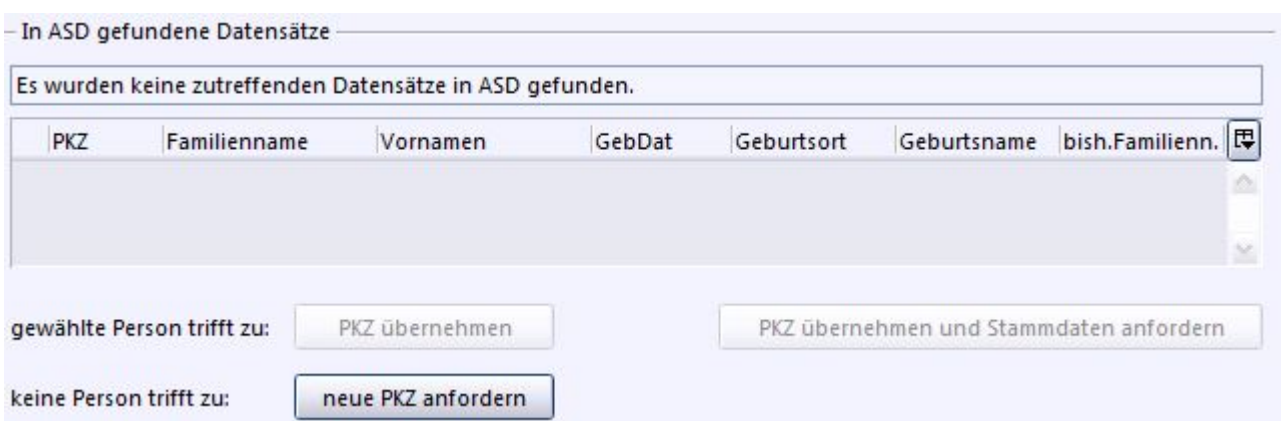 In ASD gefundene Datensätze
Es wurden keine zutreffenden Datensätze in ASD gefunden.
PKZ Familienname Vornamen GebDat Geburtsort Geburtsname bish.Familienn.
gewählte Person trifft zu: PKZ übernehmen PKZ übernehmen und Stammdaten anfordern
keine Person trifft zu: neue PKZ anfordern